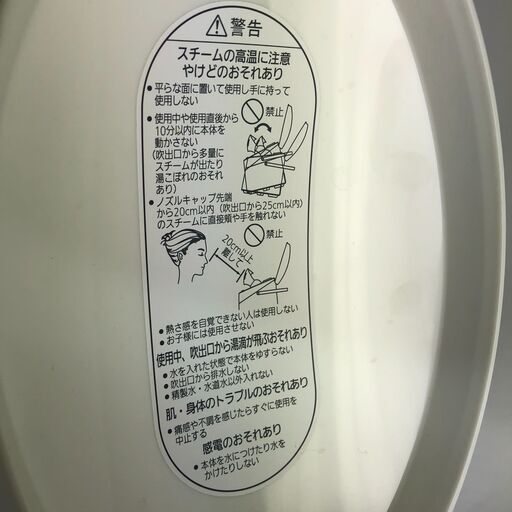 警告
スチームの高温に注意
やけどのおそれあり
•平らな面に置いて使用し手に持って
使用しない
禁止
•使用中や使用直後から
10分以内に本体を
動かさない
(吹出口から多量に
スチームが出たり
湯こぼれのおそれ
あり)
•ノズルキャップ先端
から20cm以内(吹出口から25cm以内)
のスチームに直接顔や手を触れない
禁止
20cm以上
離して
•熱さ感を自覚できない人は使用しない
•お子様には使用させない
使用中、吹出口から湯滴が飛ぶおそれあり
•水を入れた状態で本体をゆすらない
•吹出口から排水しない
•精製水・水道水以外入れない
肌・身体のトラブルのおそれあり
•痛感や不調を感じたらすぐに使用を
中止する
感電のおそれあり
•本体を水につけたり水を
かけたりしない